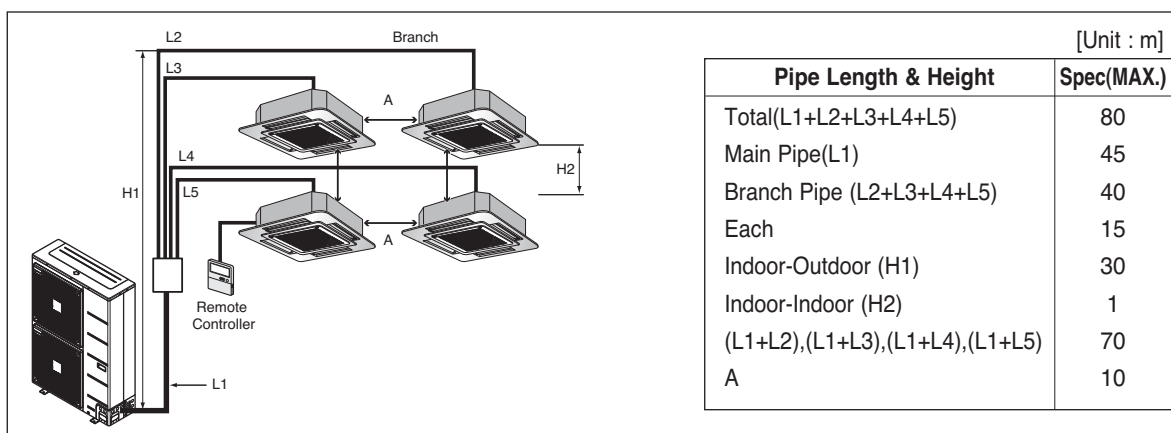 L2
Branch
L3
A
L4
H2
H1
L5
A
Remote
Controller
L1
[Unit : m]
Pipe Length & Height Spec(MAX.)
Total(L1+L2+L3+L4+L5) 80
Main Pipe(L1) 45
Branch Pipe (L2+L3+L4+L5) 40
Each 15
Indoor-Outdoor (H1) 30
Indoor-Indoor (H2) 1
(L1+L2),(L1+L3),(L1+L4),(L1+L5) 70
A 10